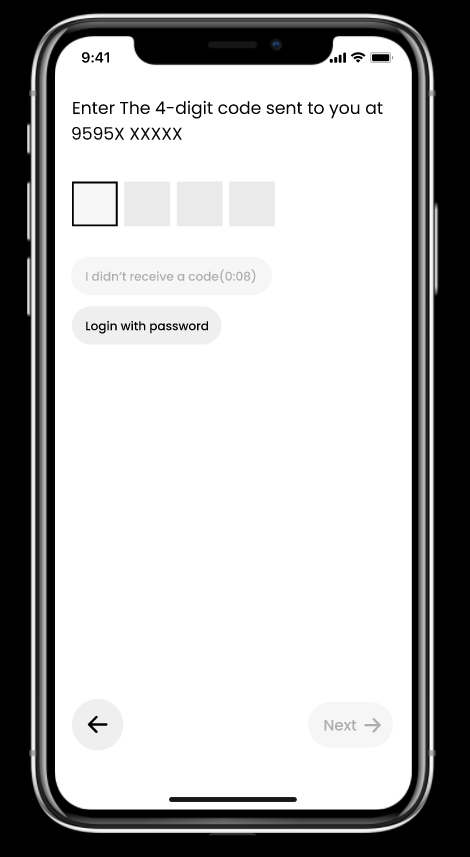 9:41
Enter The 4-digit code sent to you at
9595X XXXXX
I didn't receive a code(0:08)
Login with password
Next